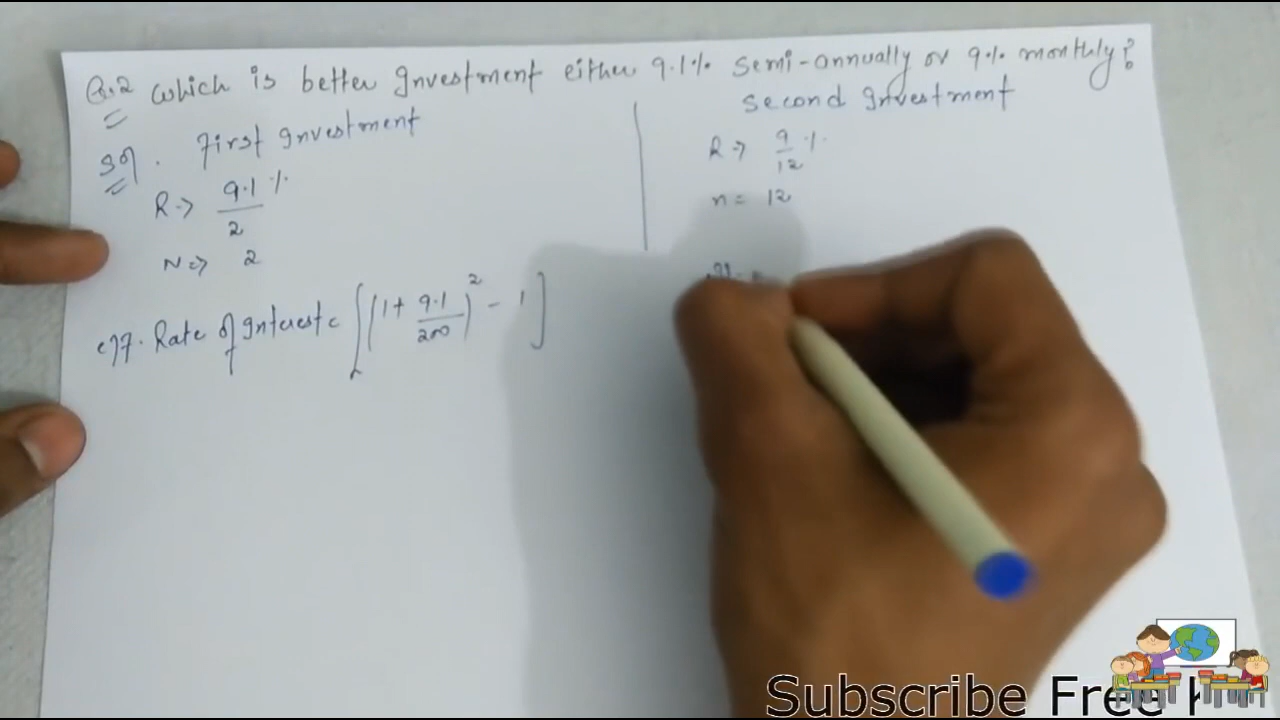 Q.2 which is better investment either 9.1% semi-annually or 9% monthly?
Sol. First investment
R → 9.1/2 %
N ⇒ 2
eff. Rate of interest = [(1 + 9.1/200)^2 - 1]
second investment
R → 9/12 %
n = 12
Subscribe Free